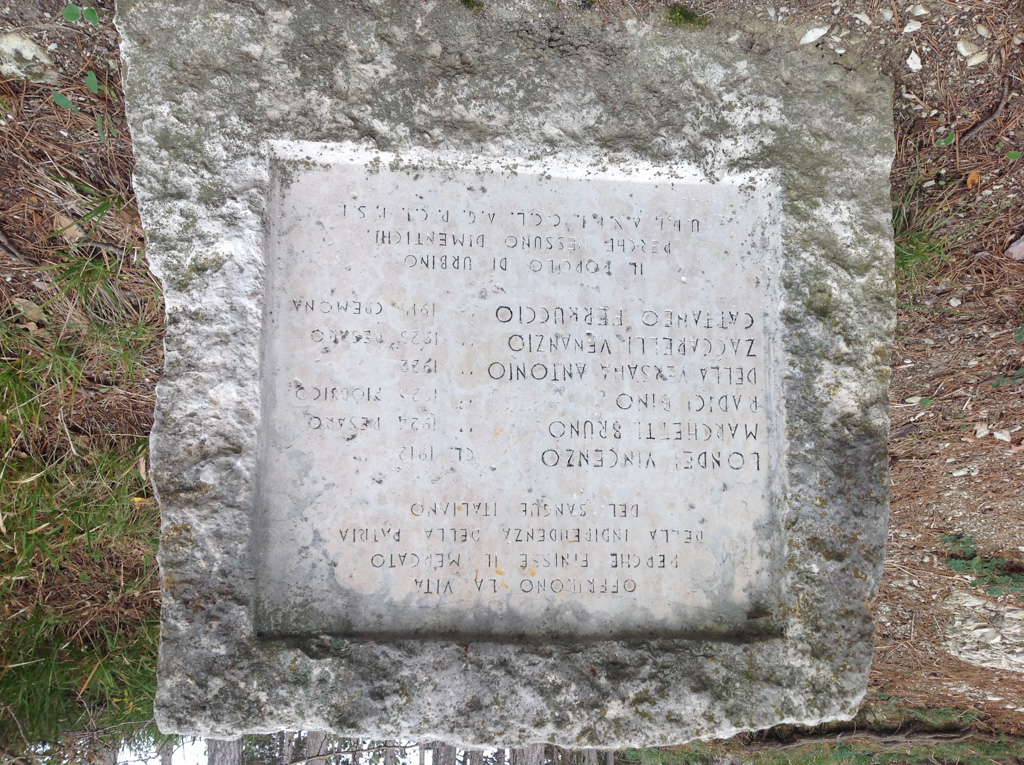 OFFRIRONO LA VITA
PERCHE FINISSE IL MERCATO
DELLA INDIPENDENZA DELLA PATRIA
DEL SANGUE ITALIANO
LONDEI VINCENZO CL. 1912
MARCHETTI BRUNO " 1924 PESARO
RADICI GINO " PIOBBICO
DELLA VERSANA ANTONIO " 1922
ZACCARELLI VENANZIO " 1925 PESARO
CATTANEO FERRUCCIO CREMONA
IL POPOLO DI URBINO
PERCHE NESSUNO DIMENTICHI
P.C.I. P.S.I.